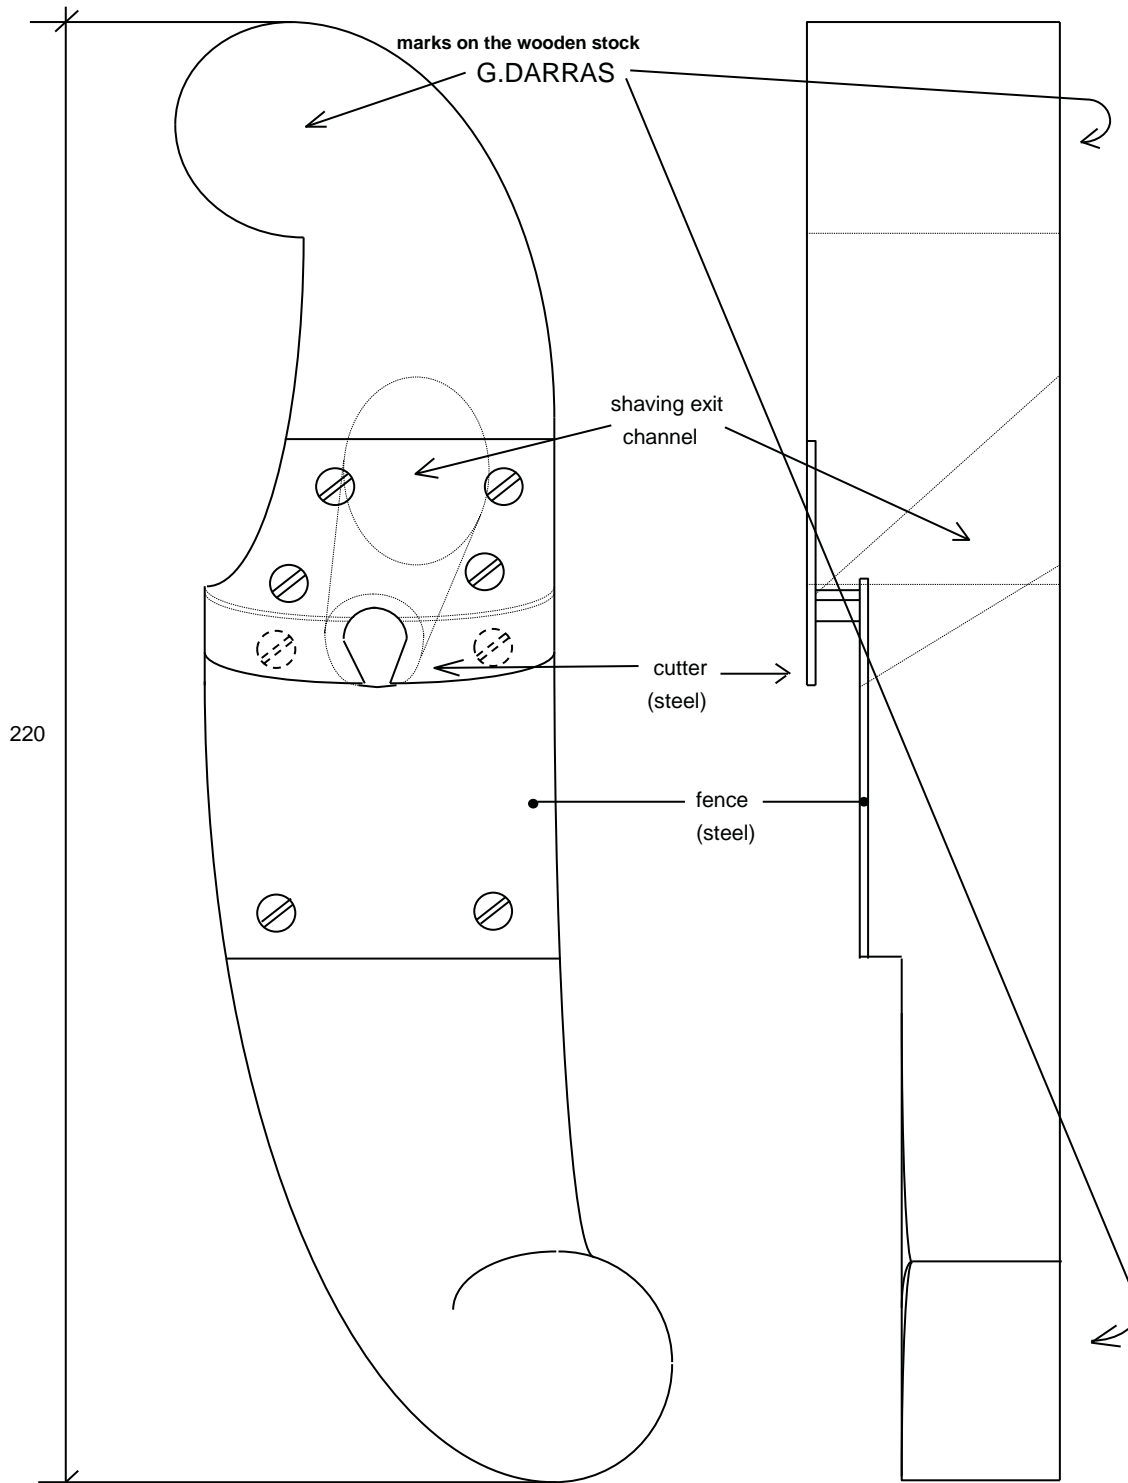 marks on the wooden stock
G.DARRAS
shaving exit
channel
cutter
(steel)
220
fence
(steel)